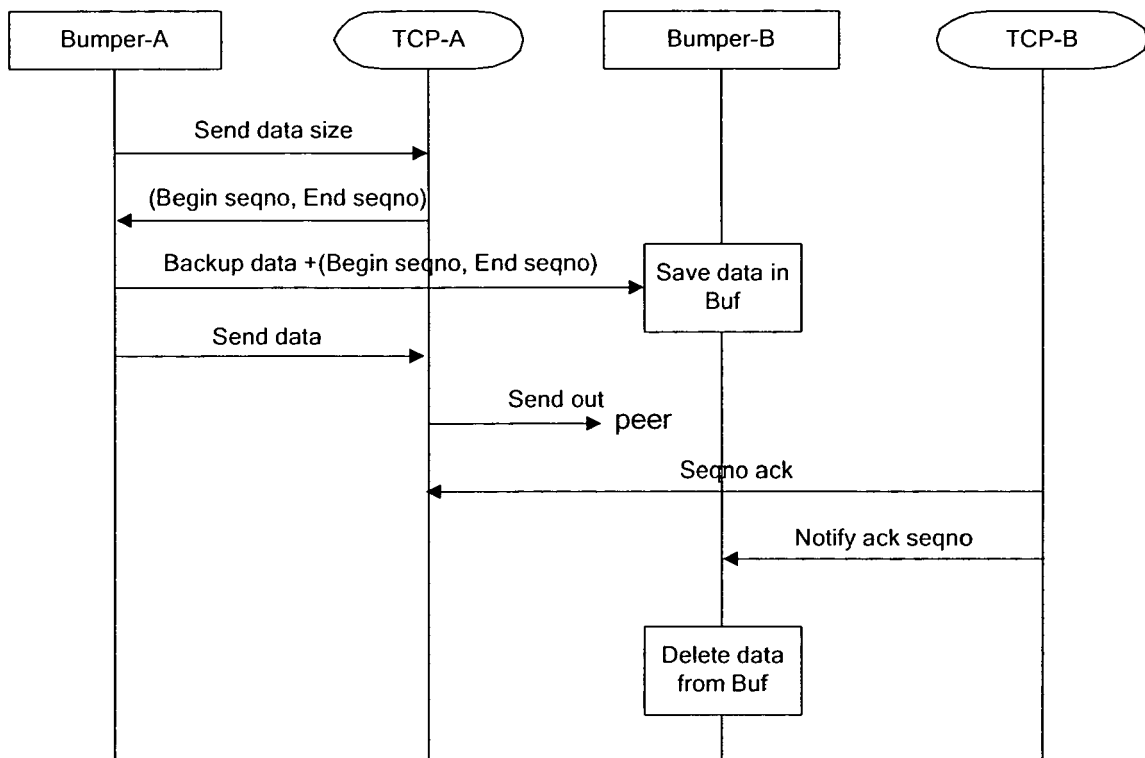 Bumper-A
TCP-A
Bumper-B
TCP-B
Send data size
(Begin seqno, End seqno)
Backup data +(Begin seqno, End seqno)
Save data in
Buf
Send data
Send out
peer
Seqno ack
Notify ack seqno
Delete data
from Buf